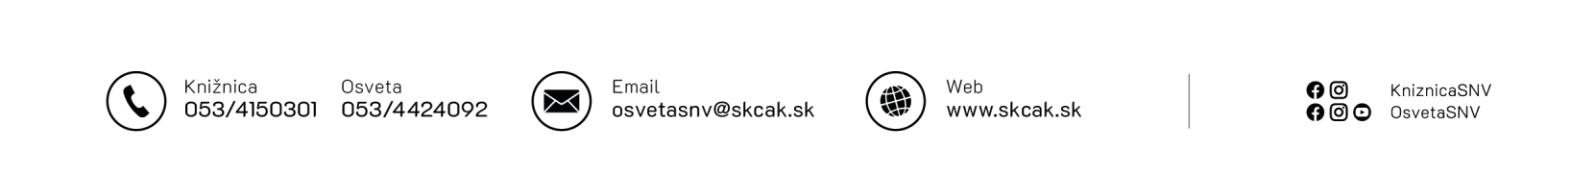 Knižnica
053/4150301
Osveta
053/4424092
Email
osvetasnv@skcak.sk
Web
www.skcak.sk
KniznicaSNV
OsvetaSNV